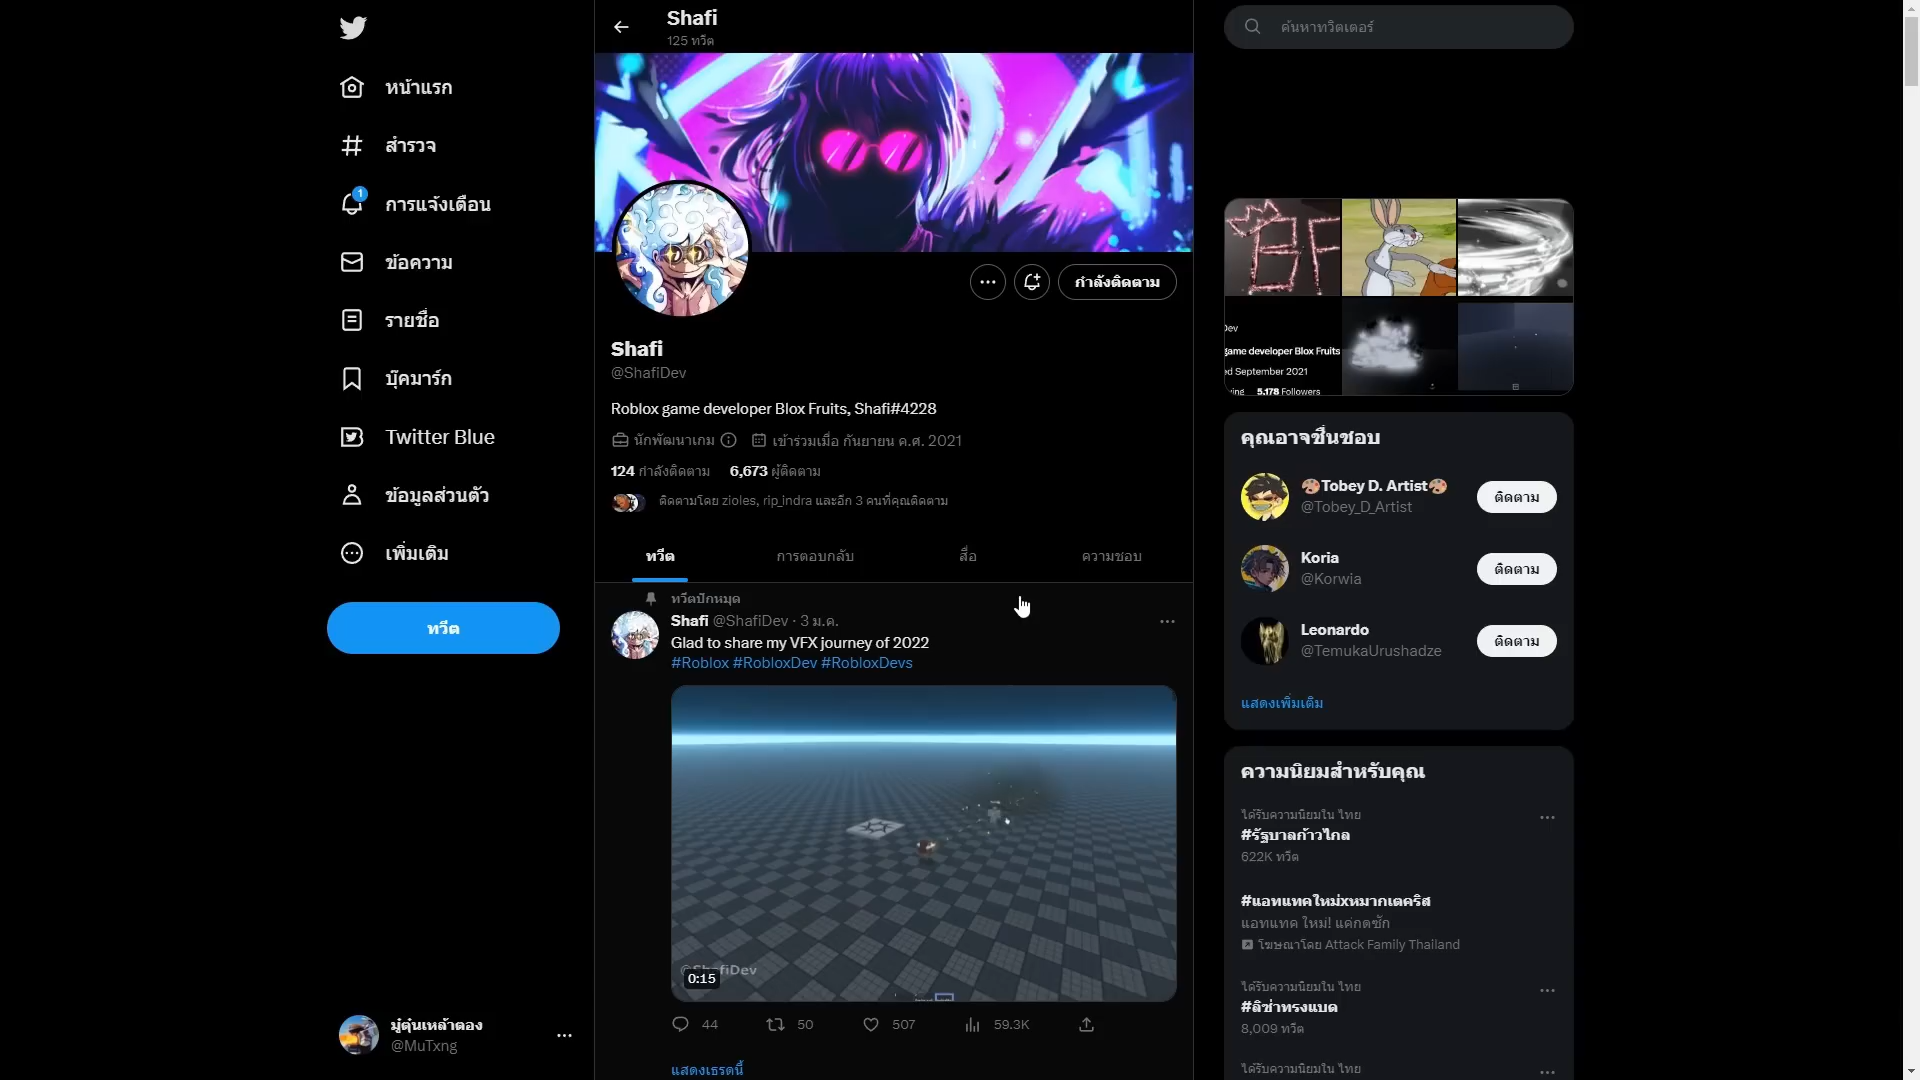 หน้าแรก
สำรวจ
1
การแจ้งเตือน
ข้อความ
รายชื่อ
บุ๊คมาร์ก
Twitter Blue
ข้อมูลส่วนตัว
เพิ่มเติม
ทวีต
มู๋ตุ๋นเหล้าตอง
@MuTxng
Shafi
125 ทวีต
กำลังติดตาม
Shafi
@ShafiDev
Roblox game developer Blox Fruits, Shafi#4228
นักพัฒนาเกม เข้าร่วมเมื่อ กันยายน ค.ศ. 2021
124 กำลังติดตาม 6,673 ผู้ติดตาม
ติดตามโดย zioles, rip_indra และอีก 3 คนที่คุณติดตาม
ทวีต การตอบกลับ สื่อ ความชอบ
ทวีตปักหมุด
Shafi @ShafiDev · 3 ม.ค.
Glad to share my VFX journey of 2022
#Roblox #RobloxDev #RobloxDevs
@ShafiDev
0:15
44 50 507 59.3K
แสดงเธรดนี้
ค้นหาทวิตเตอร์
BF
Dev
game developer Blox Fruits
ed September 2021
wing 5,178 Followers
คุณอาจชื่นชอบ
Tobey D. Artist
@Tobey_D_Artist
ติดตาม
Koria
@Korwia
ติดตาม
Leonardo
@TemukaUrushadze
ติดตาม
แสดงเพิ่มเติม
ความนิยมสำหรับคุณ
ได้รับความนิยมใน ไทย
#รัฐบาลก้าวไกล
622K ทวีต
#แอทแทคใหม่xหมากเตคริส
แอทแทค ใหม่! แค่กดซัก
โฆษณาโดย Attack Family Thailand
ได้รับความนิยมใน ไทย
#ลิซ่าทรงแบด
8,009 ทวีต
ได้รับความนิยมใน ไทย